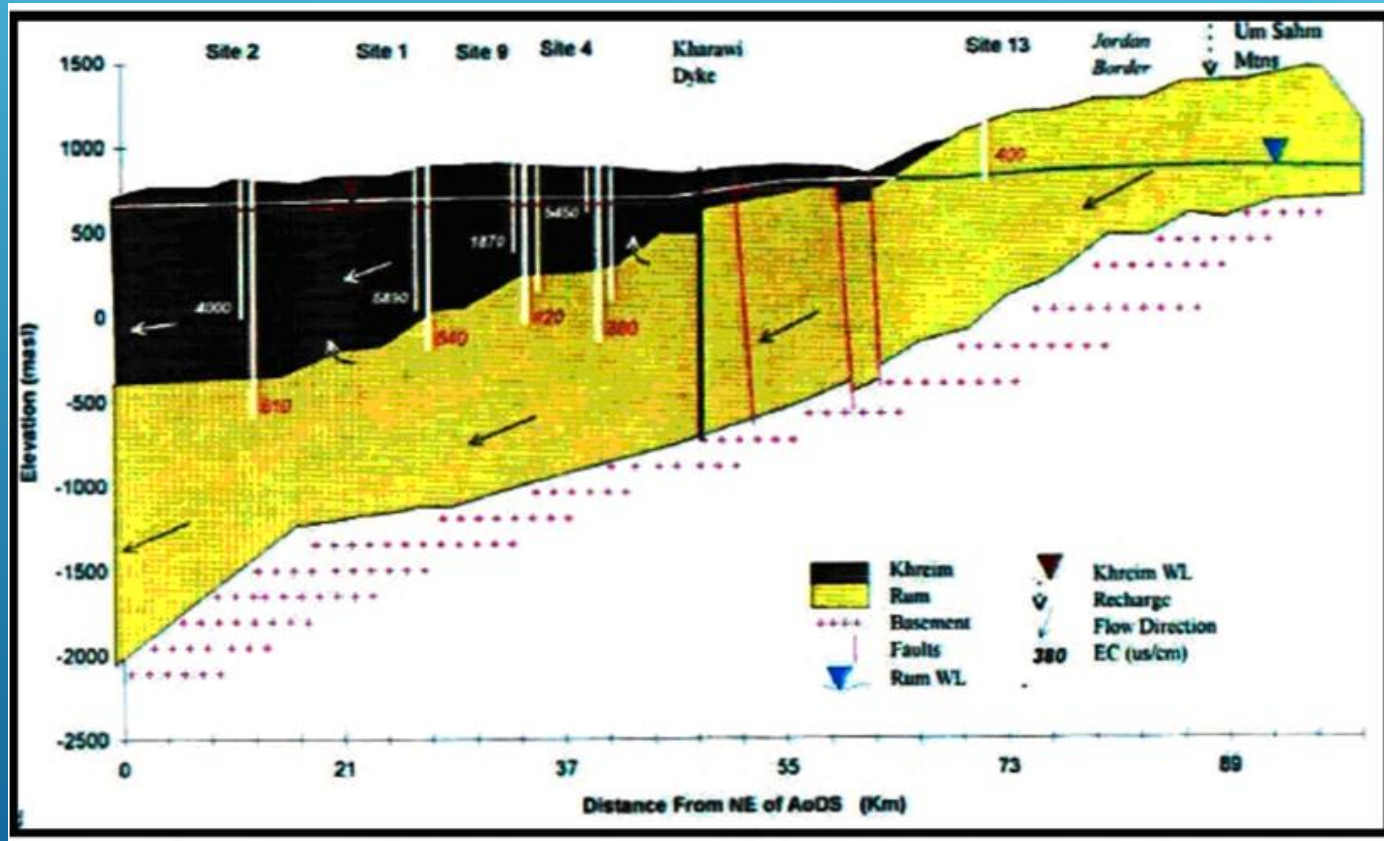 Site 2
Site 1
Site 9
Site 4
Kharawi
Dyke
Site 13
Jordan
Border
Um Sahm
Mtns
1500
1000
500
0
-500
-1000
-1500
-2000
-2500
Elevation (masl)
400
5450
1870
4000
5890
840
920
380
810
Khreim
Rum
Basement
Faults
Rum WL
Khreim WL
Recharge
Flow Direction
380 EC (us/cm)
0 21 37 55 73 89
Distance From NE of AoDS (Km)